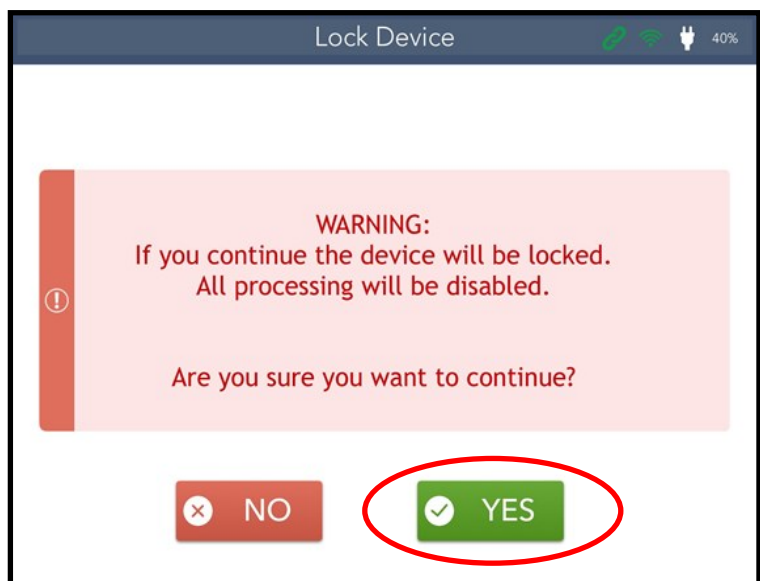 Lock Device
40%
WARNING:
If you continue the device will be locked.
All processing will be disabled.
Are you sure you want to continue?
NO
YES